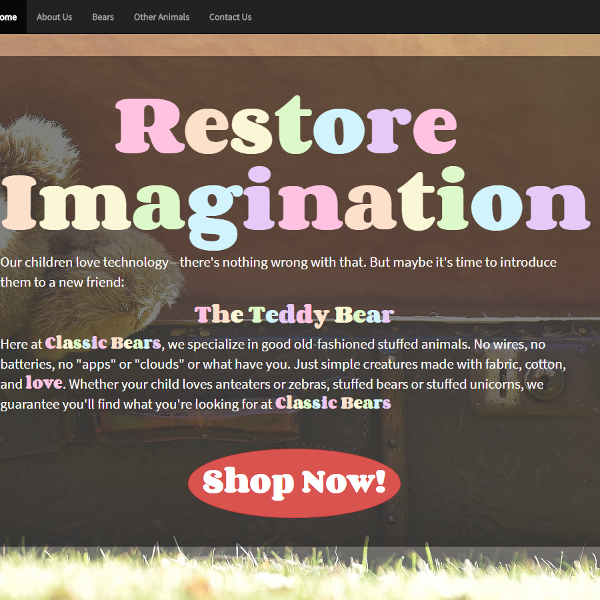 ome About Us Bears Other Animals Contact Us
Restore
Imagination
Our children love technology—there's nothing wrong with that. But maybe it's time to introduce
them to a new friend:
The Teddy Bear
Here at Classic Bears, we specialize in good old-fashioned stuffed animals. No wires, no
batteries, no "apps" or "clouds" or what have you. Just simple creatures made with fabric, cotton,
and love. Whether your child loves anteaters or zebras, stuffed bears or stuffed unicorns, we
guarantee you'll find what you're looking for at Classic Bears
Shop Now!